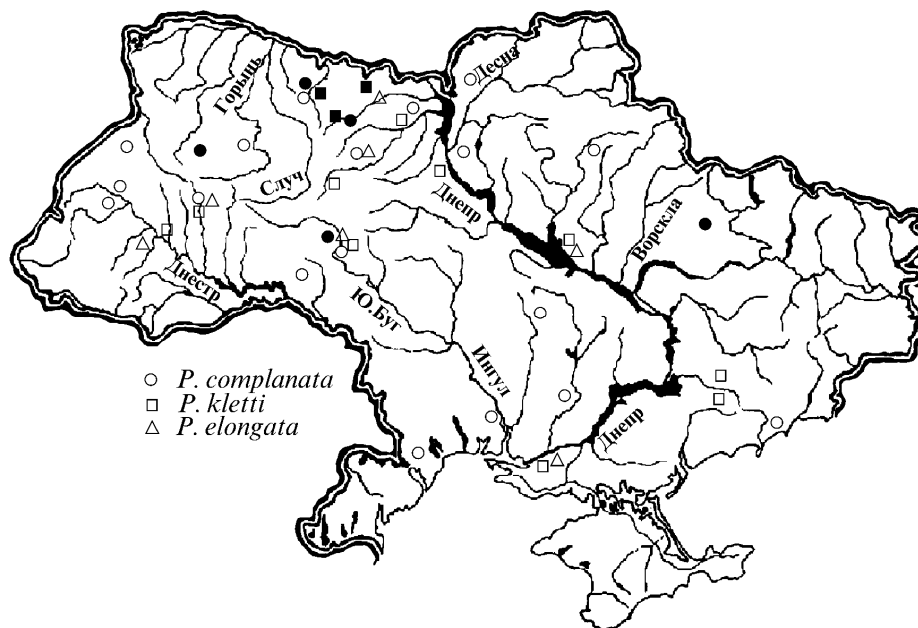 Десна
Горынь
Случ
Днепр
Ворскла
Днестр
Ю.Буг
Ингул
Днепр
P. complanata
P. kletti
P. elongata